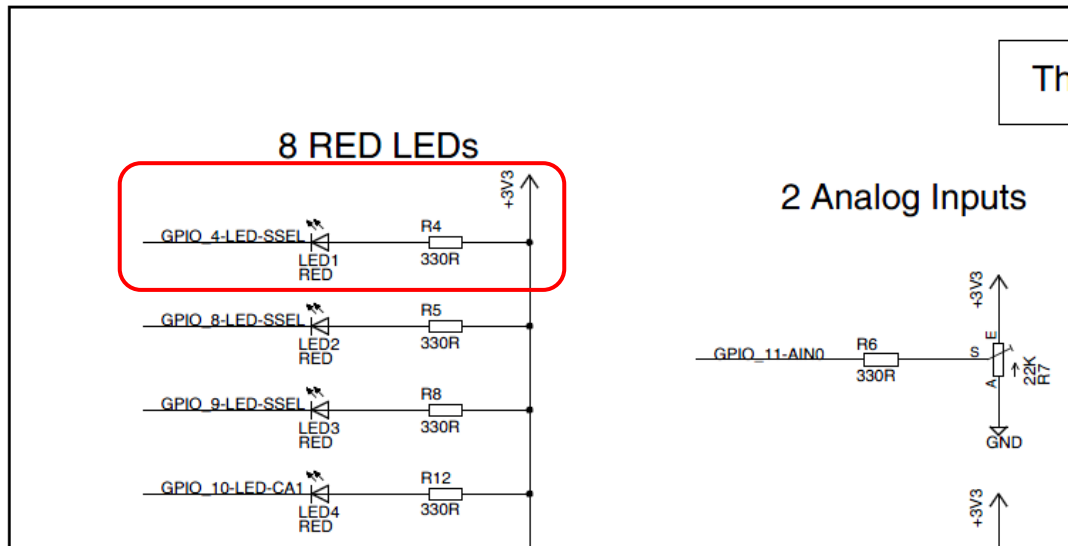 Th
8 RED LEDs
2 Analog Inputs
+3V3
GPIO_4-LED-SSEL
LED1
RED
R4
330R
GPIO_8-LED-SSEL
LED2
RED
R5
330R
GPIO_9-LED-SSEL
LED3
RED
R8
330R
GPIO_10-LED-CA1
LED4
RED
R12
330R
+3V3
GPIO_11-AIN0
R6
330R
E
S
A
22K
R7
GND
+3V3